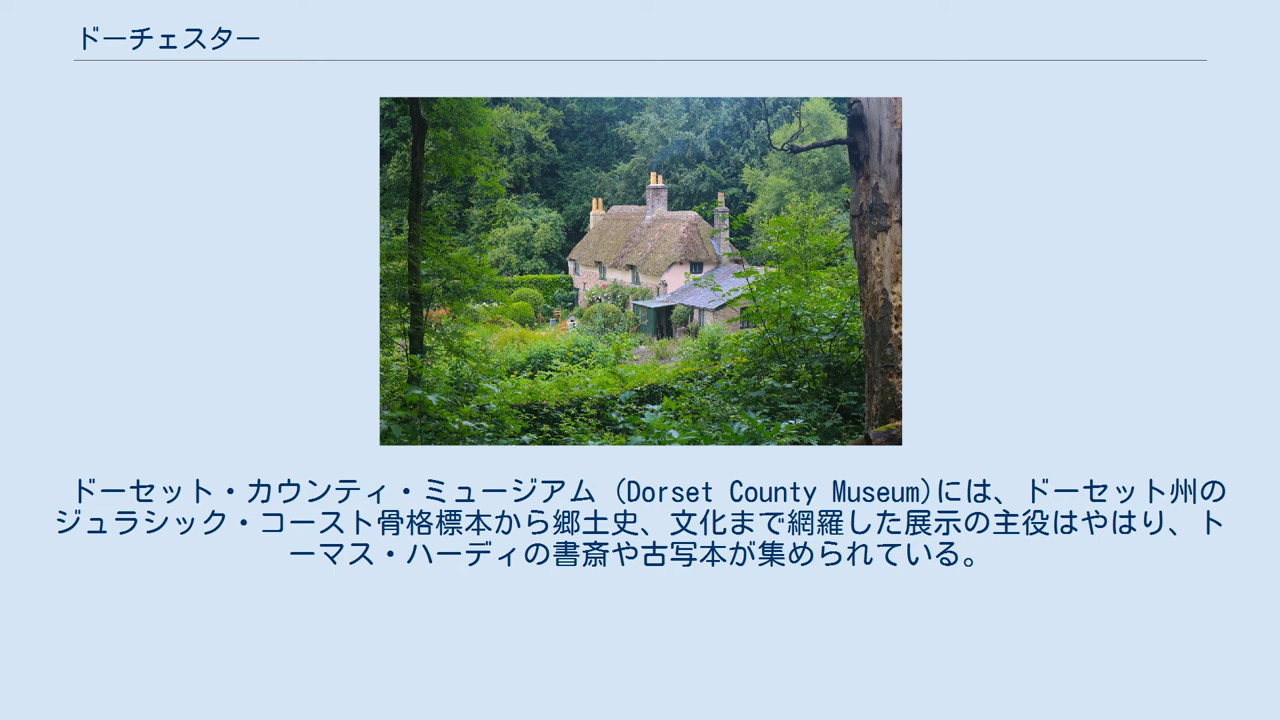 ドーチェスター
ドーセット・カウンティ・ミュージアム (Dorset County Museum)には、ドーセット州の
ジュラシック・コースト骨格標本から郷土史、文化まで網羅した展示の主役はやはり、ト
ーマス・ハーディの書斎や古写本が集められている。